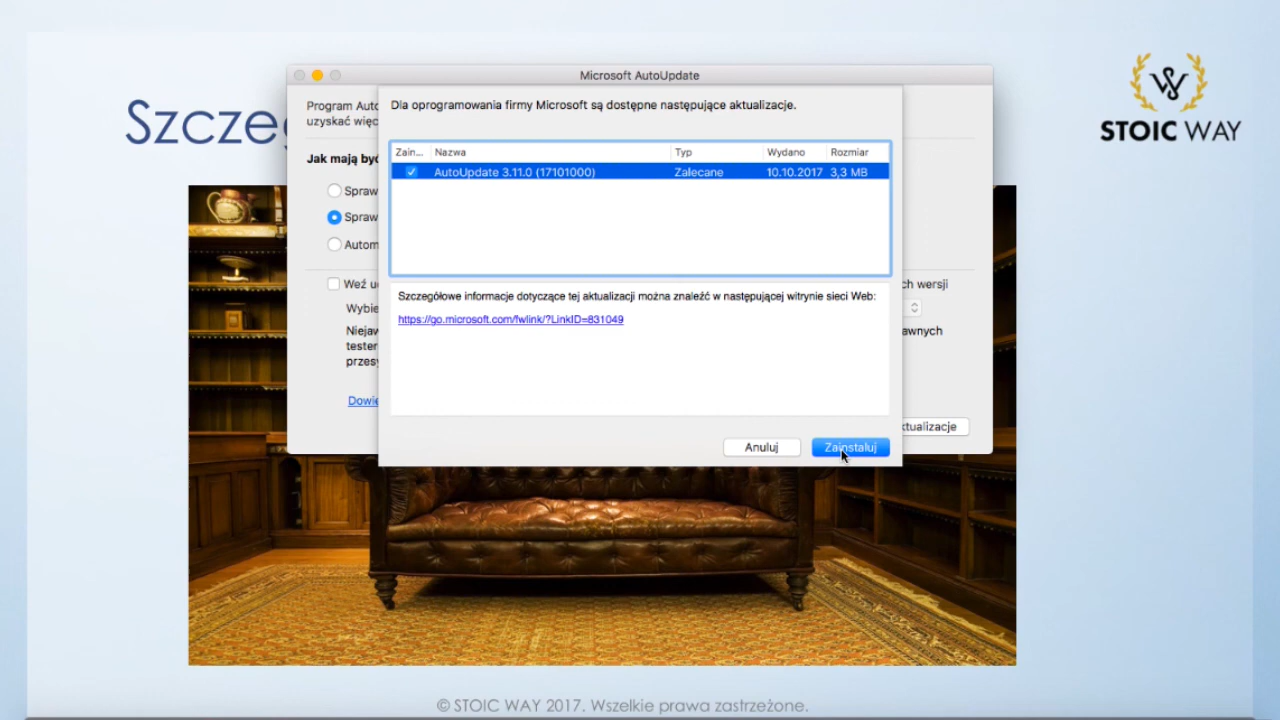 Szcze
STOIC WAY
Microsoft AutoUpdate
Program Auto
uzyskać więc
Jak mają być
Spraw
Spraw
Autom
Weź u
Wybie
Niejaw
tester
przesy
Dowie
ch wersji
awnych
ktualizacje
Dla oprogramowania firmy Microsoft są dostępne następujące aktualizacje.
Zain... Nazwa Typ Wydano Rozmiar
AutoUpdate 3.11.0 (17101000) Zalecane 10.10.2017 3,3 MB
Szczegółowe informacje dotyczące tej aktualizacji można znaleźć w następującej witrynie sieci Web:
https://go.microsoft.com/fwlink/?LinkID=831049
Anuluj Zainstaluj
© STOIC WAY 2017. Wszelkie prawa zastrzeżone.